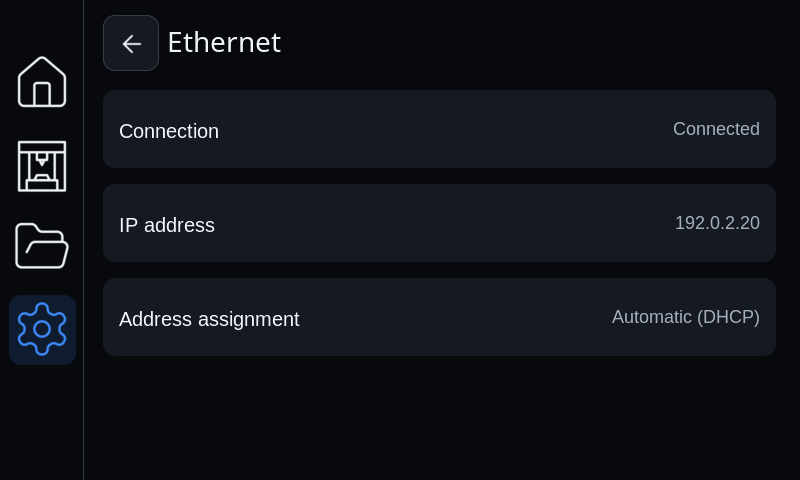 Ethernet
Connection
Connected
IP address
192.0.2.20
Address assignment
Automatic (DHCP)